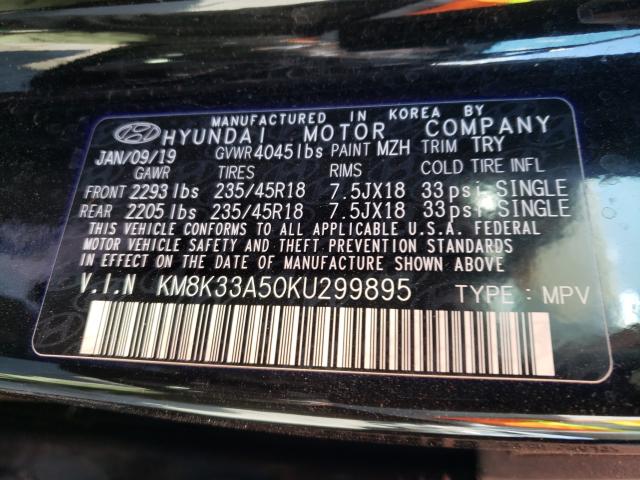 MANUFACTURED IN KOREA BY
HYUNDAI MOTOR COMPANY
JAN/09/19 GVWR 4045lbs PAINT MZH TRIM TRY
GAWR TIRES RIMS COLD TIRE INFL
FRONT 2293 lbs 235/45R18 7.5JX18 33 psi SINGLE
REAR 2205 lbs 235/45R18 7.5JX18 33 psi SINGLE
THIS VEHICLE CONFORMS TO ALL APPLICABLE U.S.A. FEDERAL
MOTOR VEHICLE SAFETY AND THEFT PREVENTION STANDARDS
IN EFFECT ON THE DATE OF MANUFACTURE SHOWN ABOVE.
V.I.N KM8K33A50KU299895 TYPE : MPV